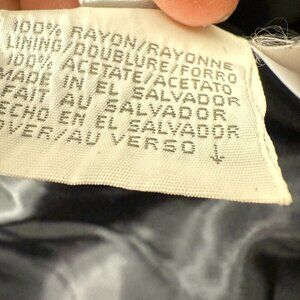 100% RAYON/RAYONNE
LINING/DOUBLURE/FORRO
100% ACETATE/ACETATO
MADE IN EL SALVADOR
FAIT AU SALVADOR
HECHO EN EL SALVADOR
OVER/AU VERSO